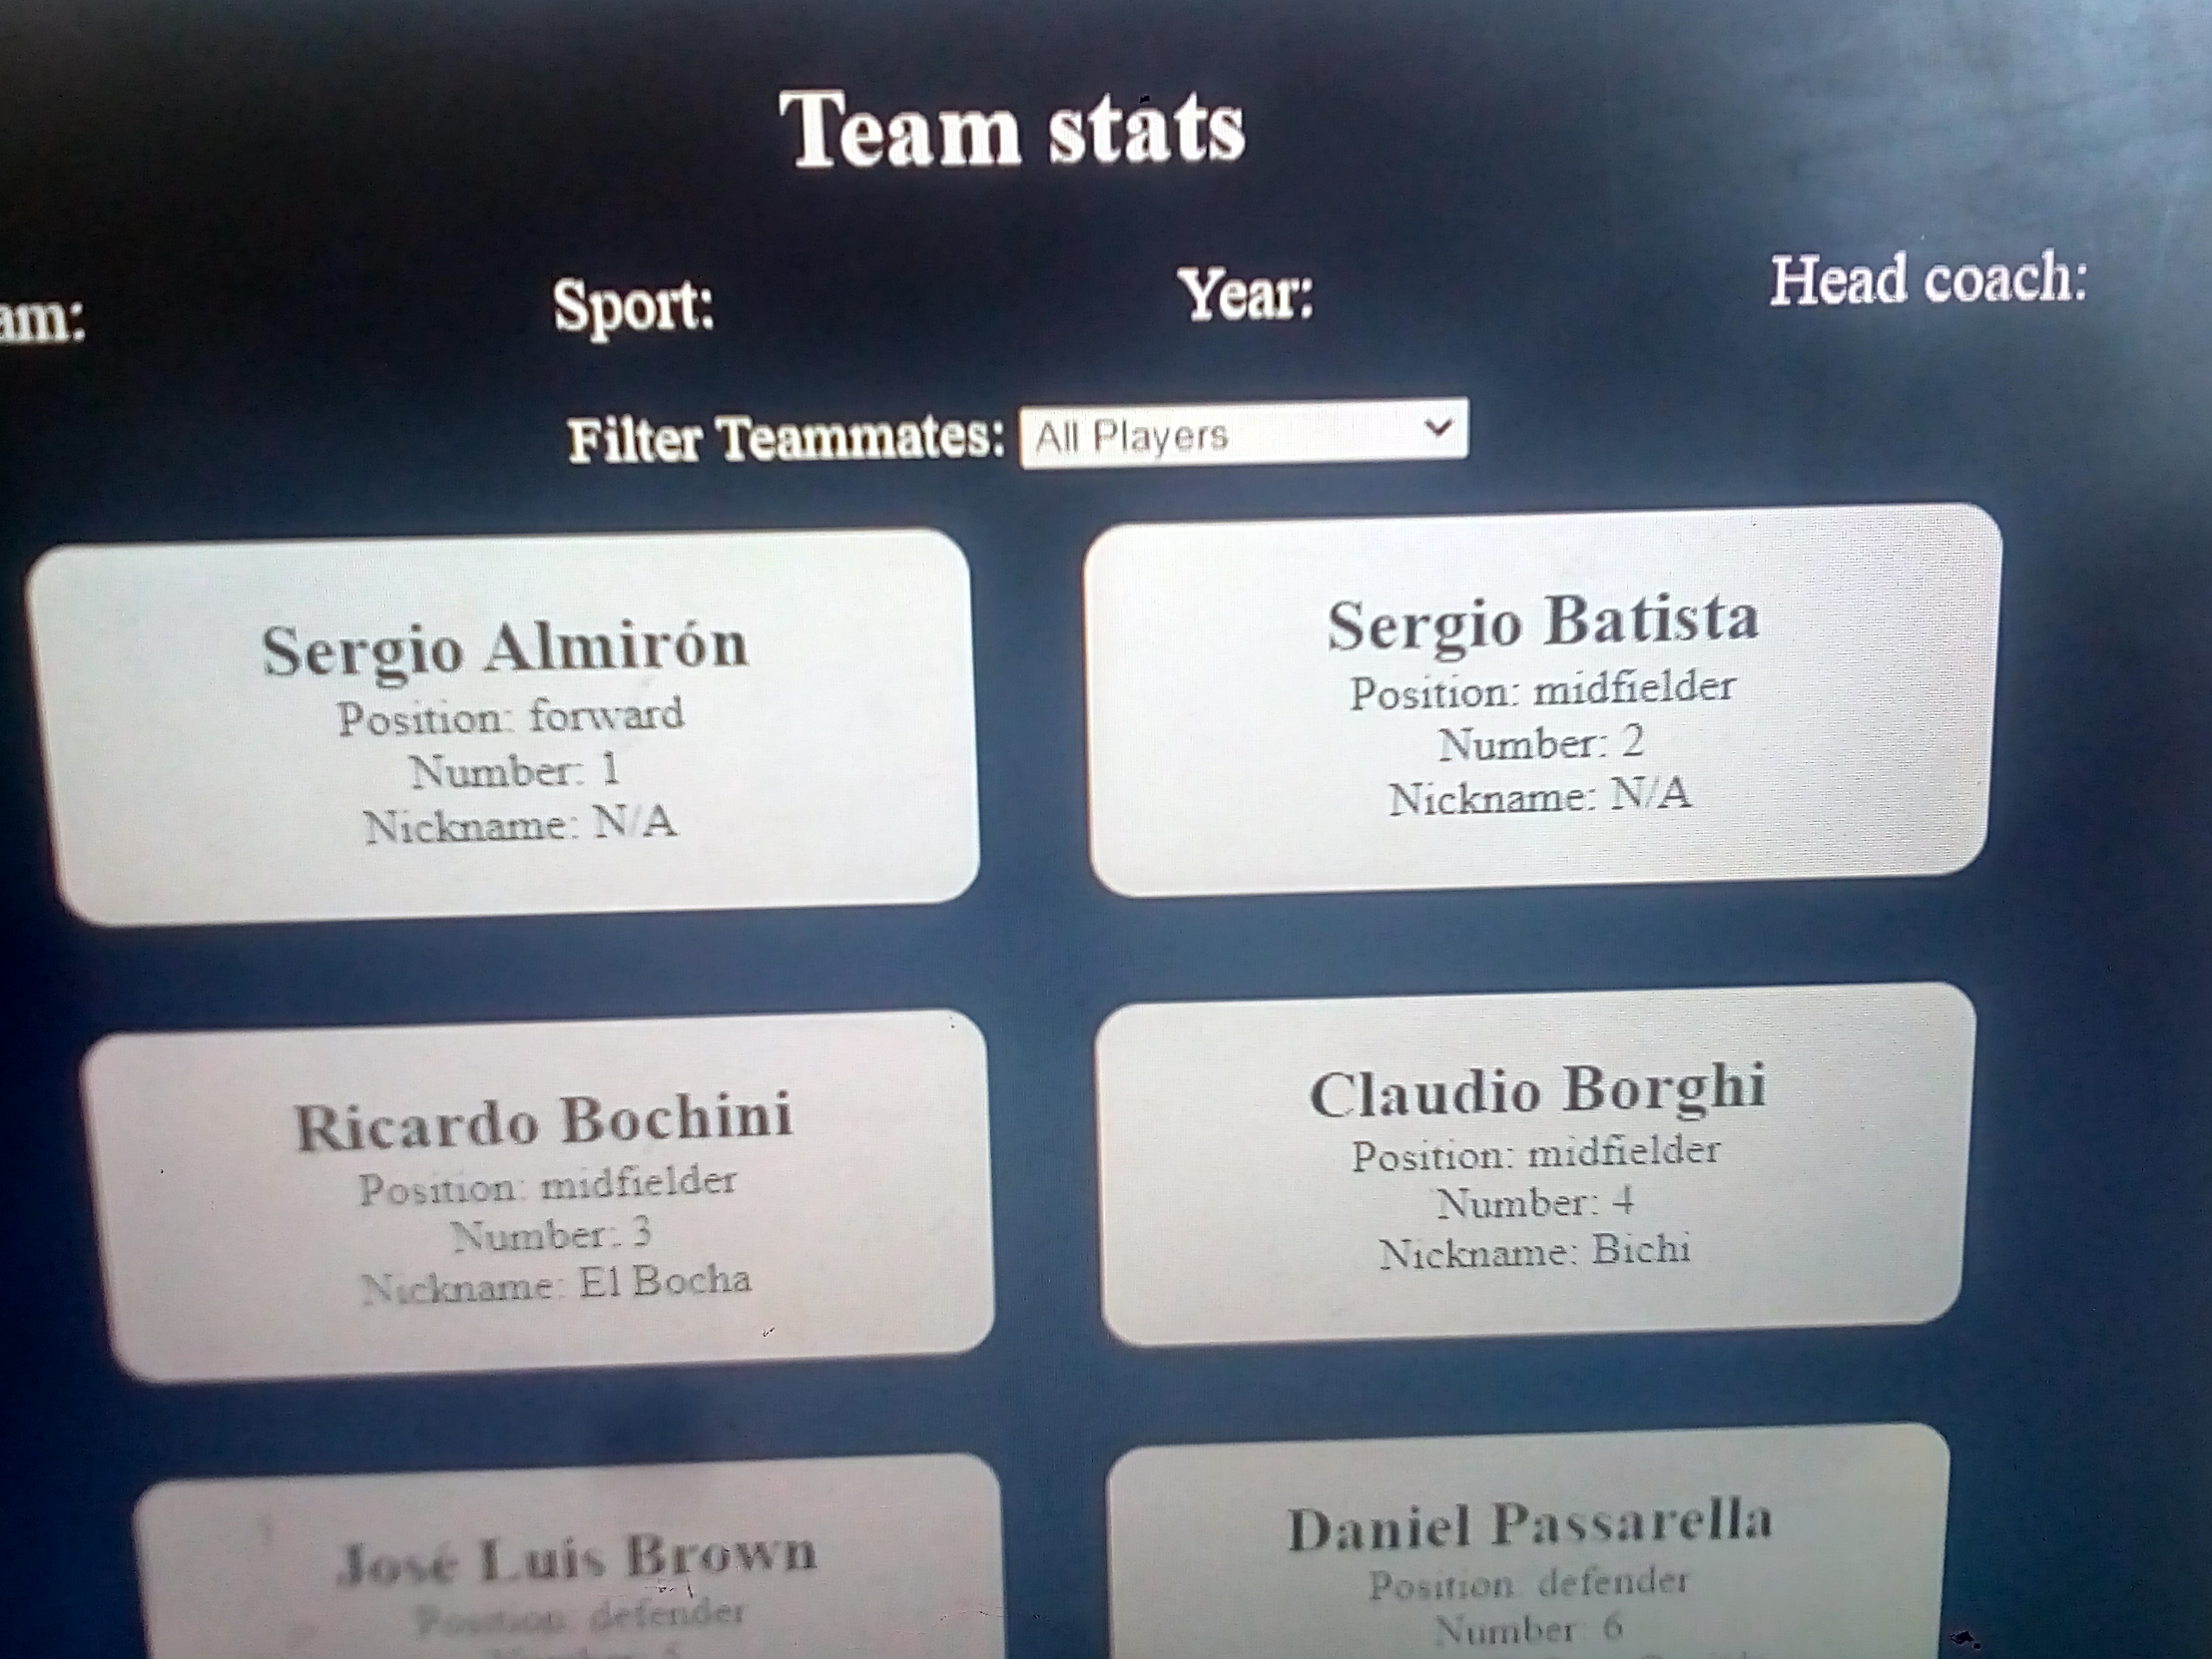 Team stats
am: Sport: Year: Head coach:
Filter Teammates: All Players
Sergio Almirón
Position: forward
Number: 1
Nickname: N/A
Sergio Batista
Position: midfielder
Number: 2
Nickname: N/A
Ricardo Bochini
Position: midfielder
Number: 3
Nickname: El Bocha
Claudio Borghi
Position: midfielder
Number: 4
Nickname: Bichi
José Luis Brown
Position: defender
Number: 5
Daniel Passarella
Position: defender
Number: 6